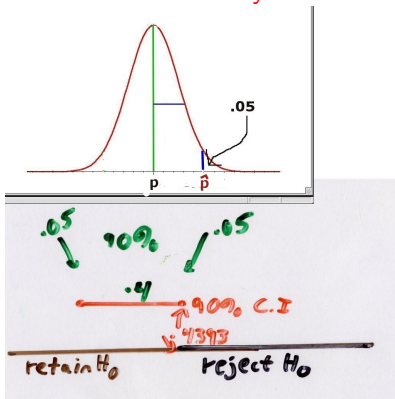 .05
p
p̂
.05 90% .05
.4
90% C.I
.4393
retain H₀ reject H₀